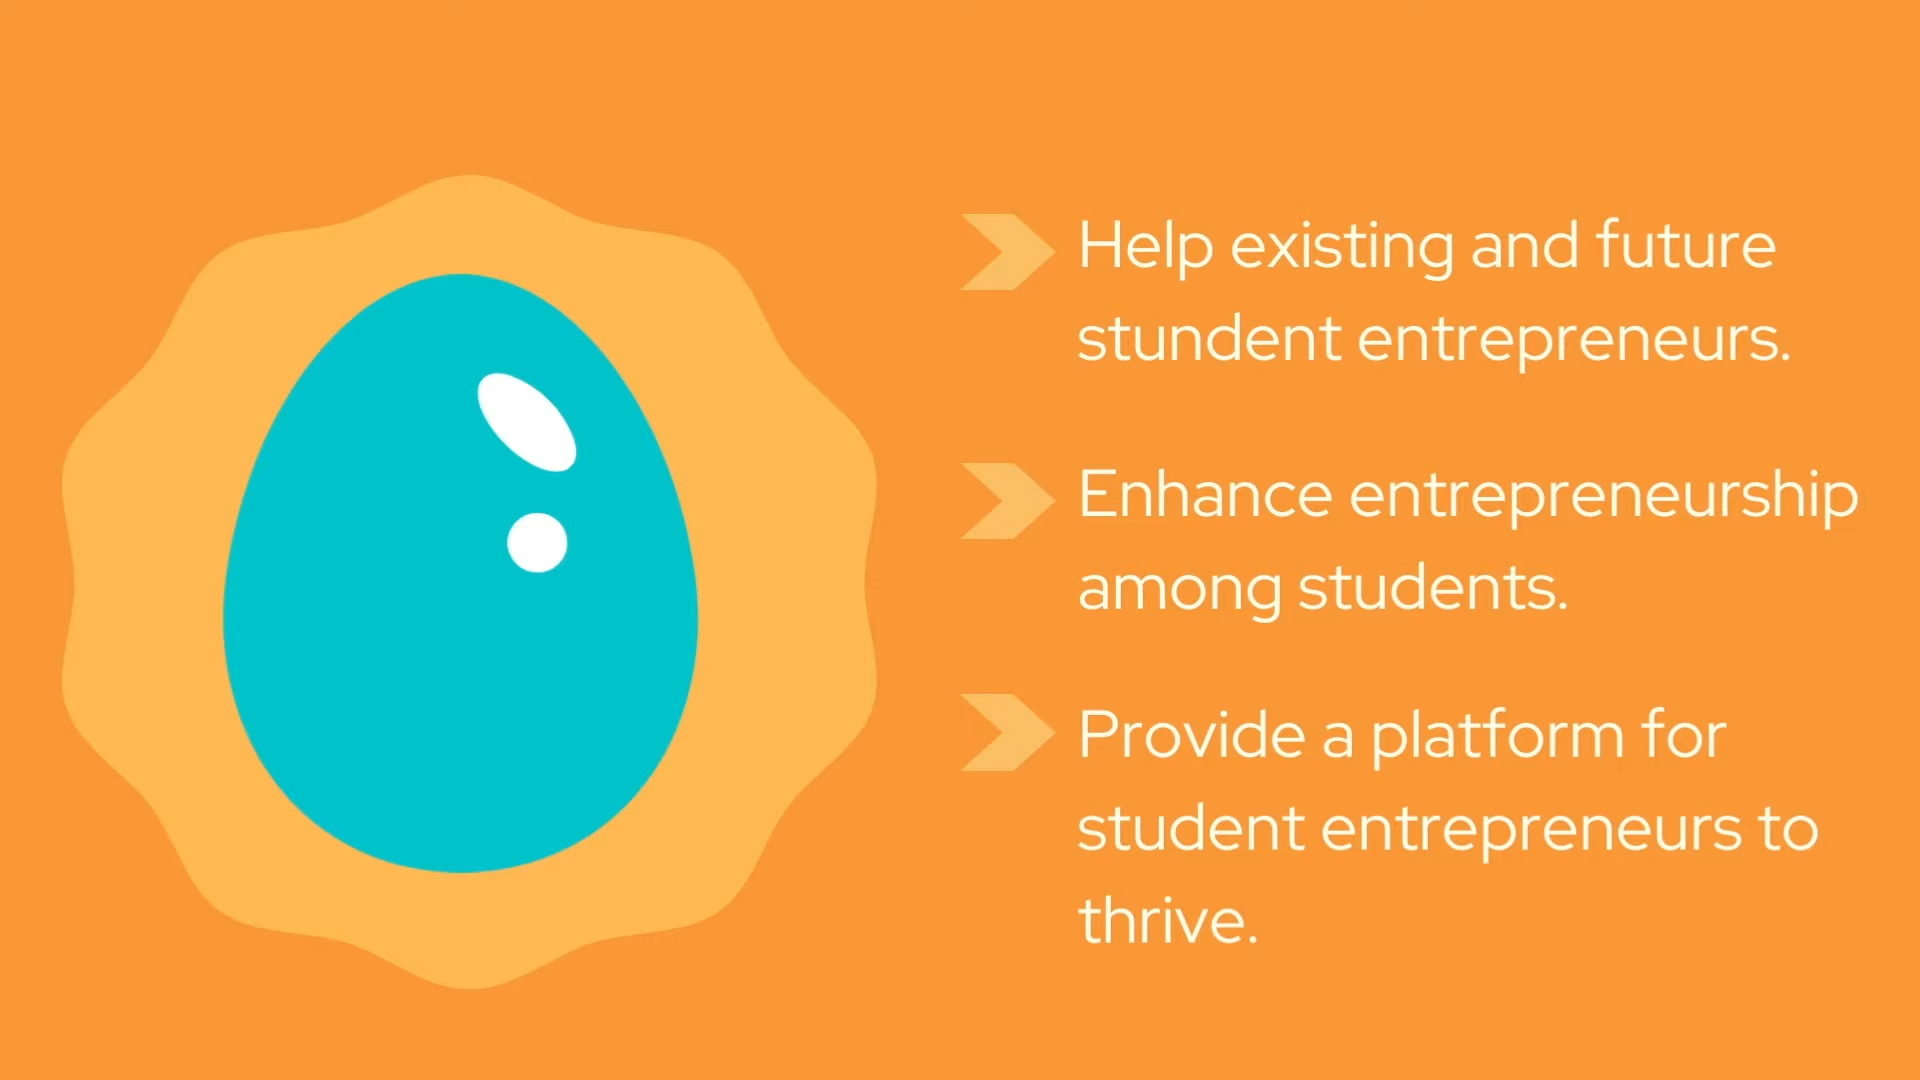 Help existing and future
stundent entrepreneurs.
Enhance entrepreneurship
among students.
Provide a platform for
student entrepreneurs to
thrive.